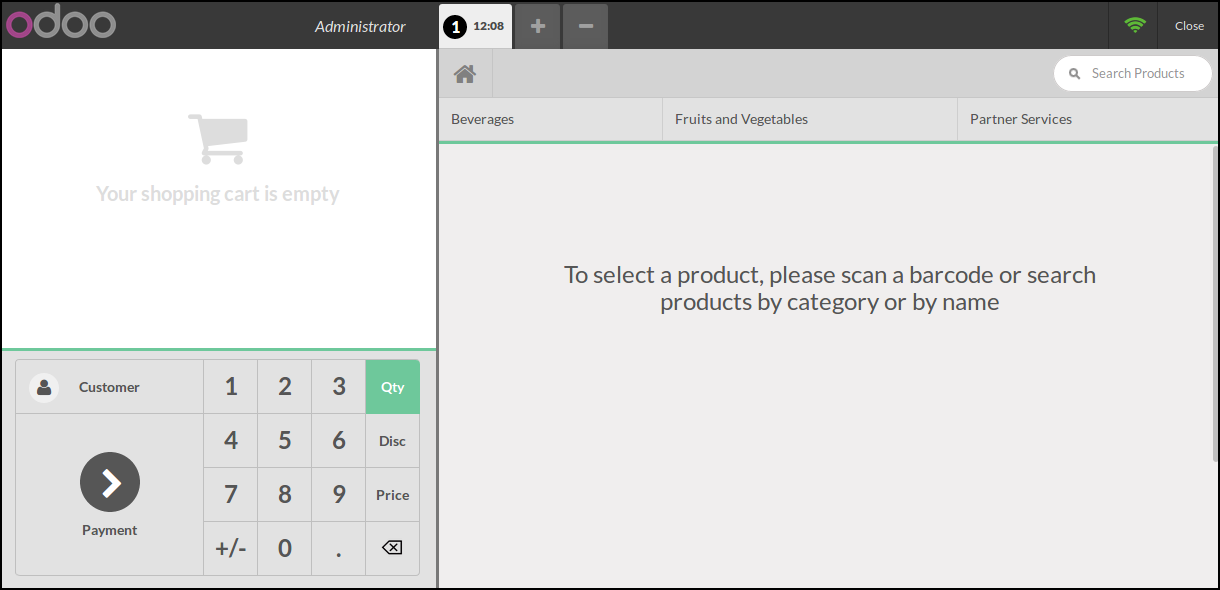 odoo
Administrator
1 12:08
+
-
Close
Search Products
Beverages
Fruits and Vegetables
Partner Services
Your shopping cart is empty
To select a product, please scan a barcode or search
products by category or by name
Customer
1 2 3 Qty
4 5 6 Disc
7 8 9 Price
+/- 0 .
Payment